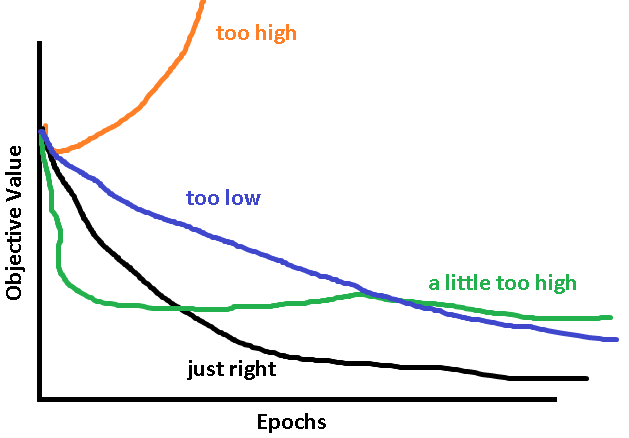 too high
too low
a little too high
just right
Objective Value
Epochs